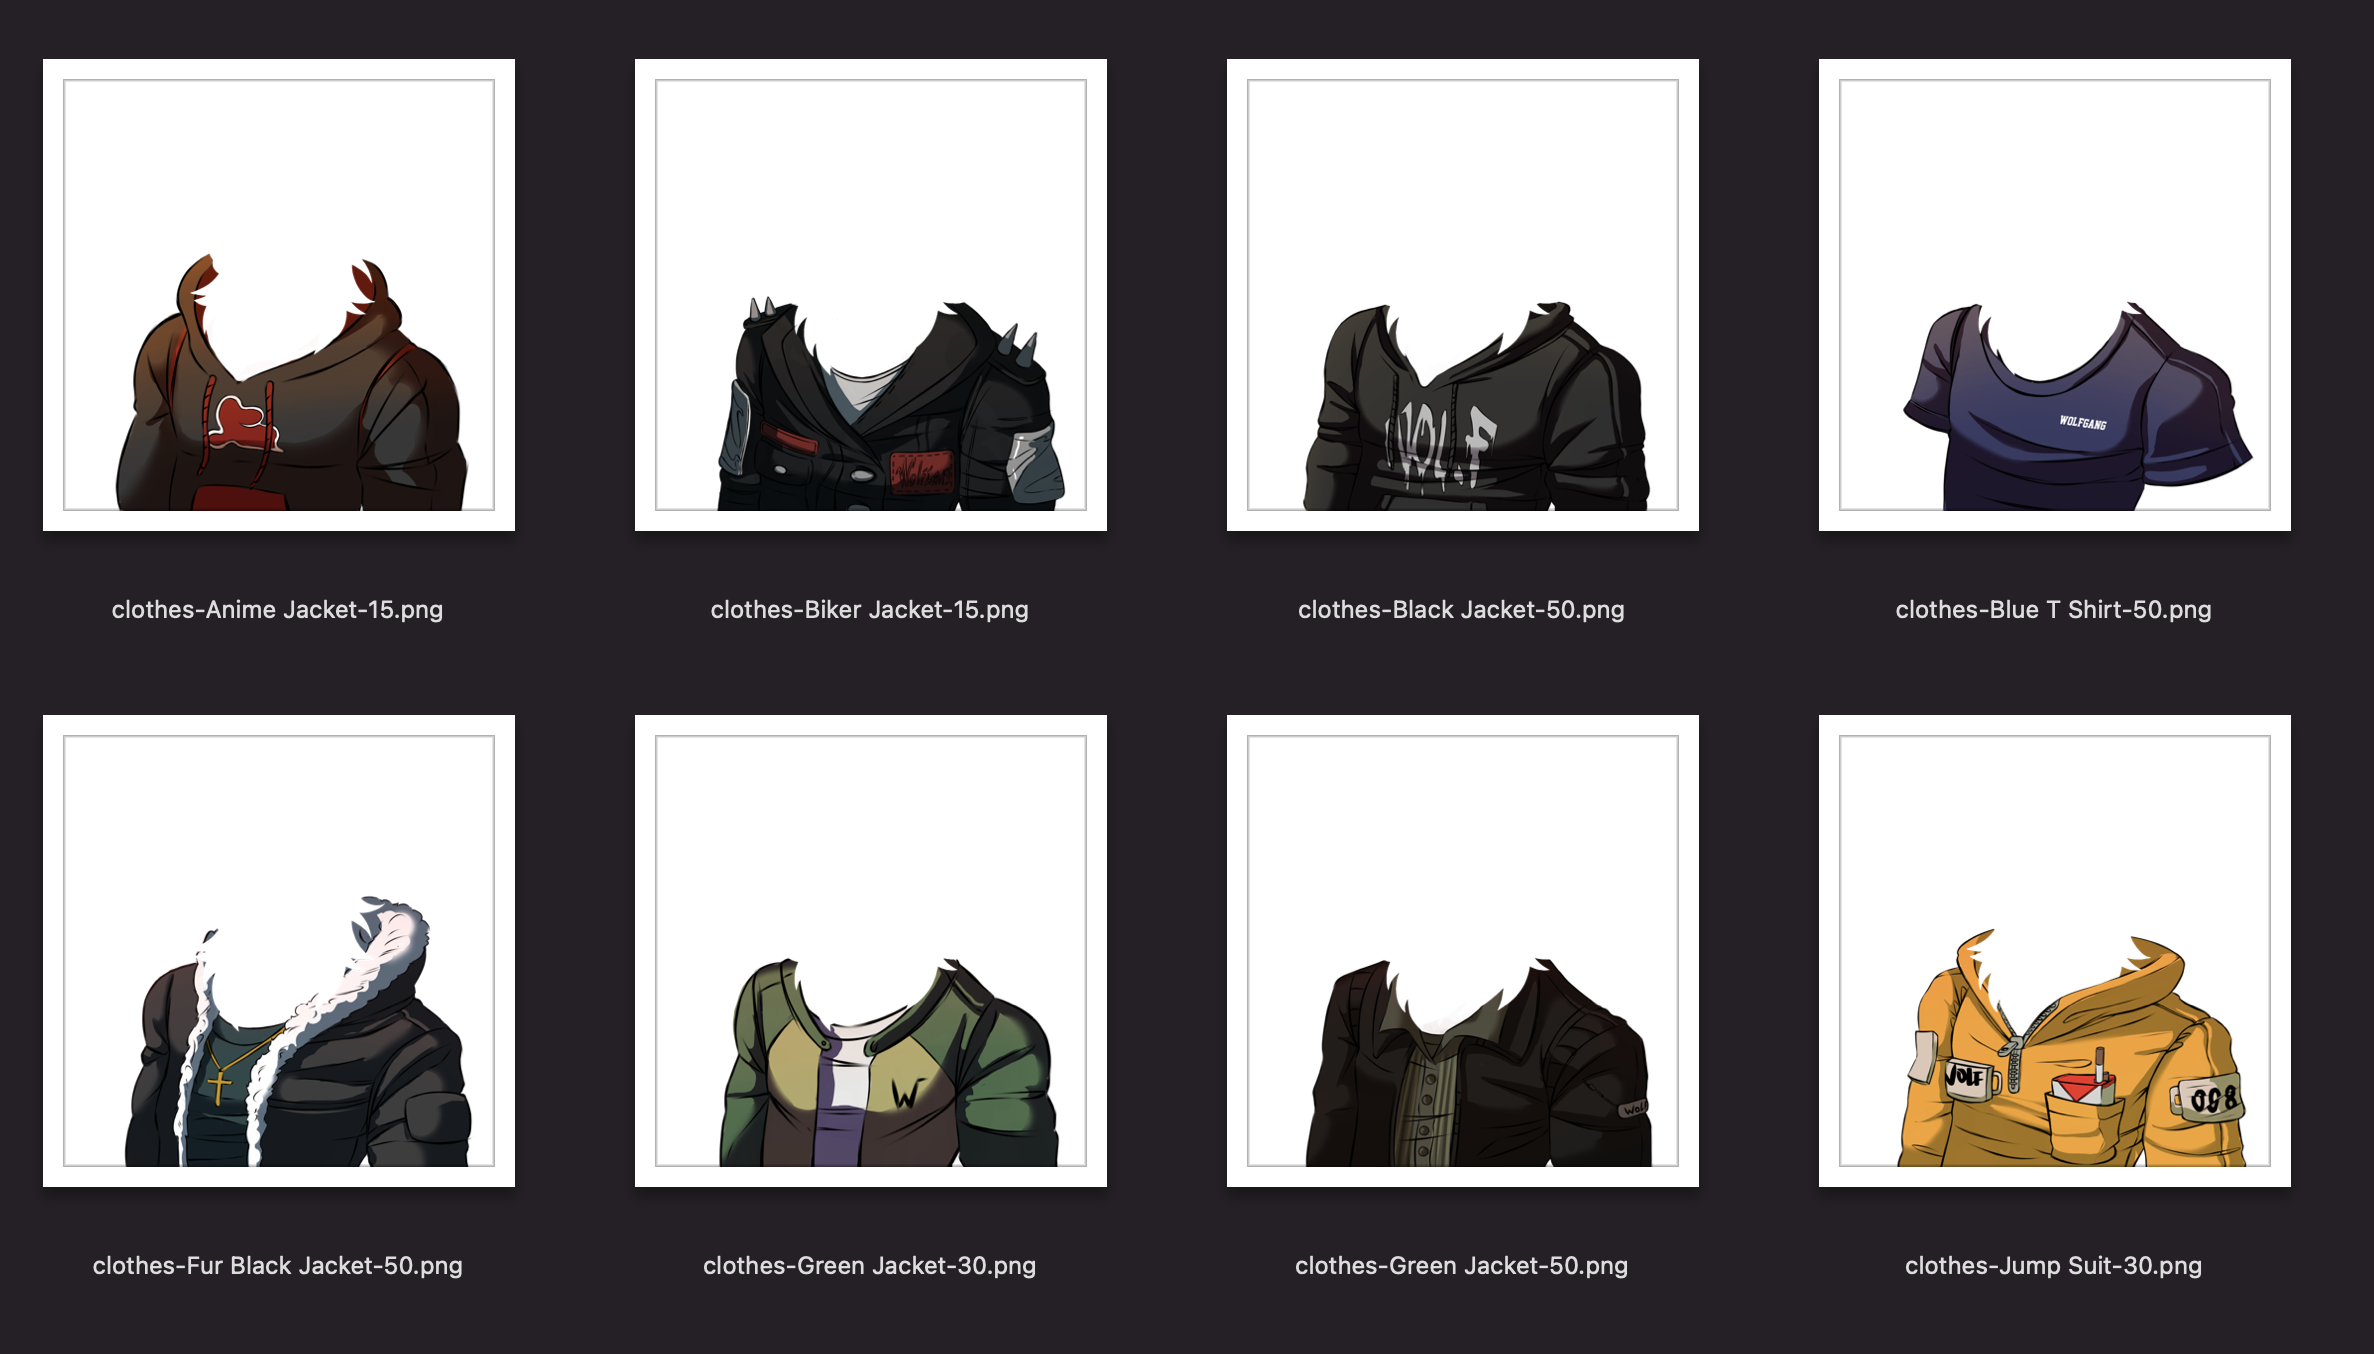 WOLF
WOLFGANG
clothes-Anime Jacket-15.png
clothes-Biker Jacket-15.png
clothes-Black Jacket-50.png
clothes-Blue T Shirt-50.png
W
Wolf
WOLF
098
clothes-Fur Black Jacket-50.png
clothes-Green Jacket-30.png
clothes-Green Jacket-50.png
clothes-Jump Suit-30.png